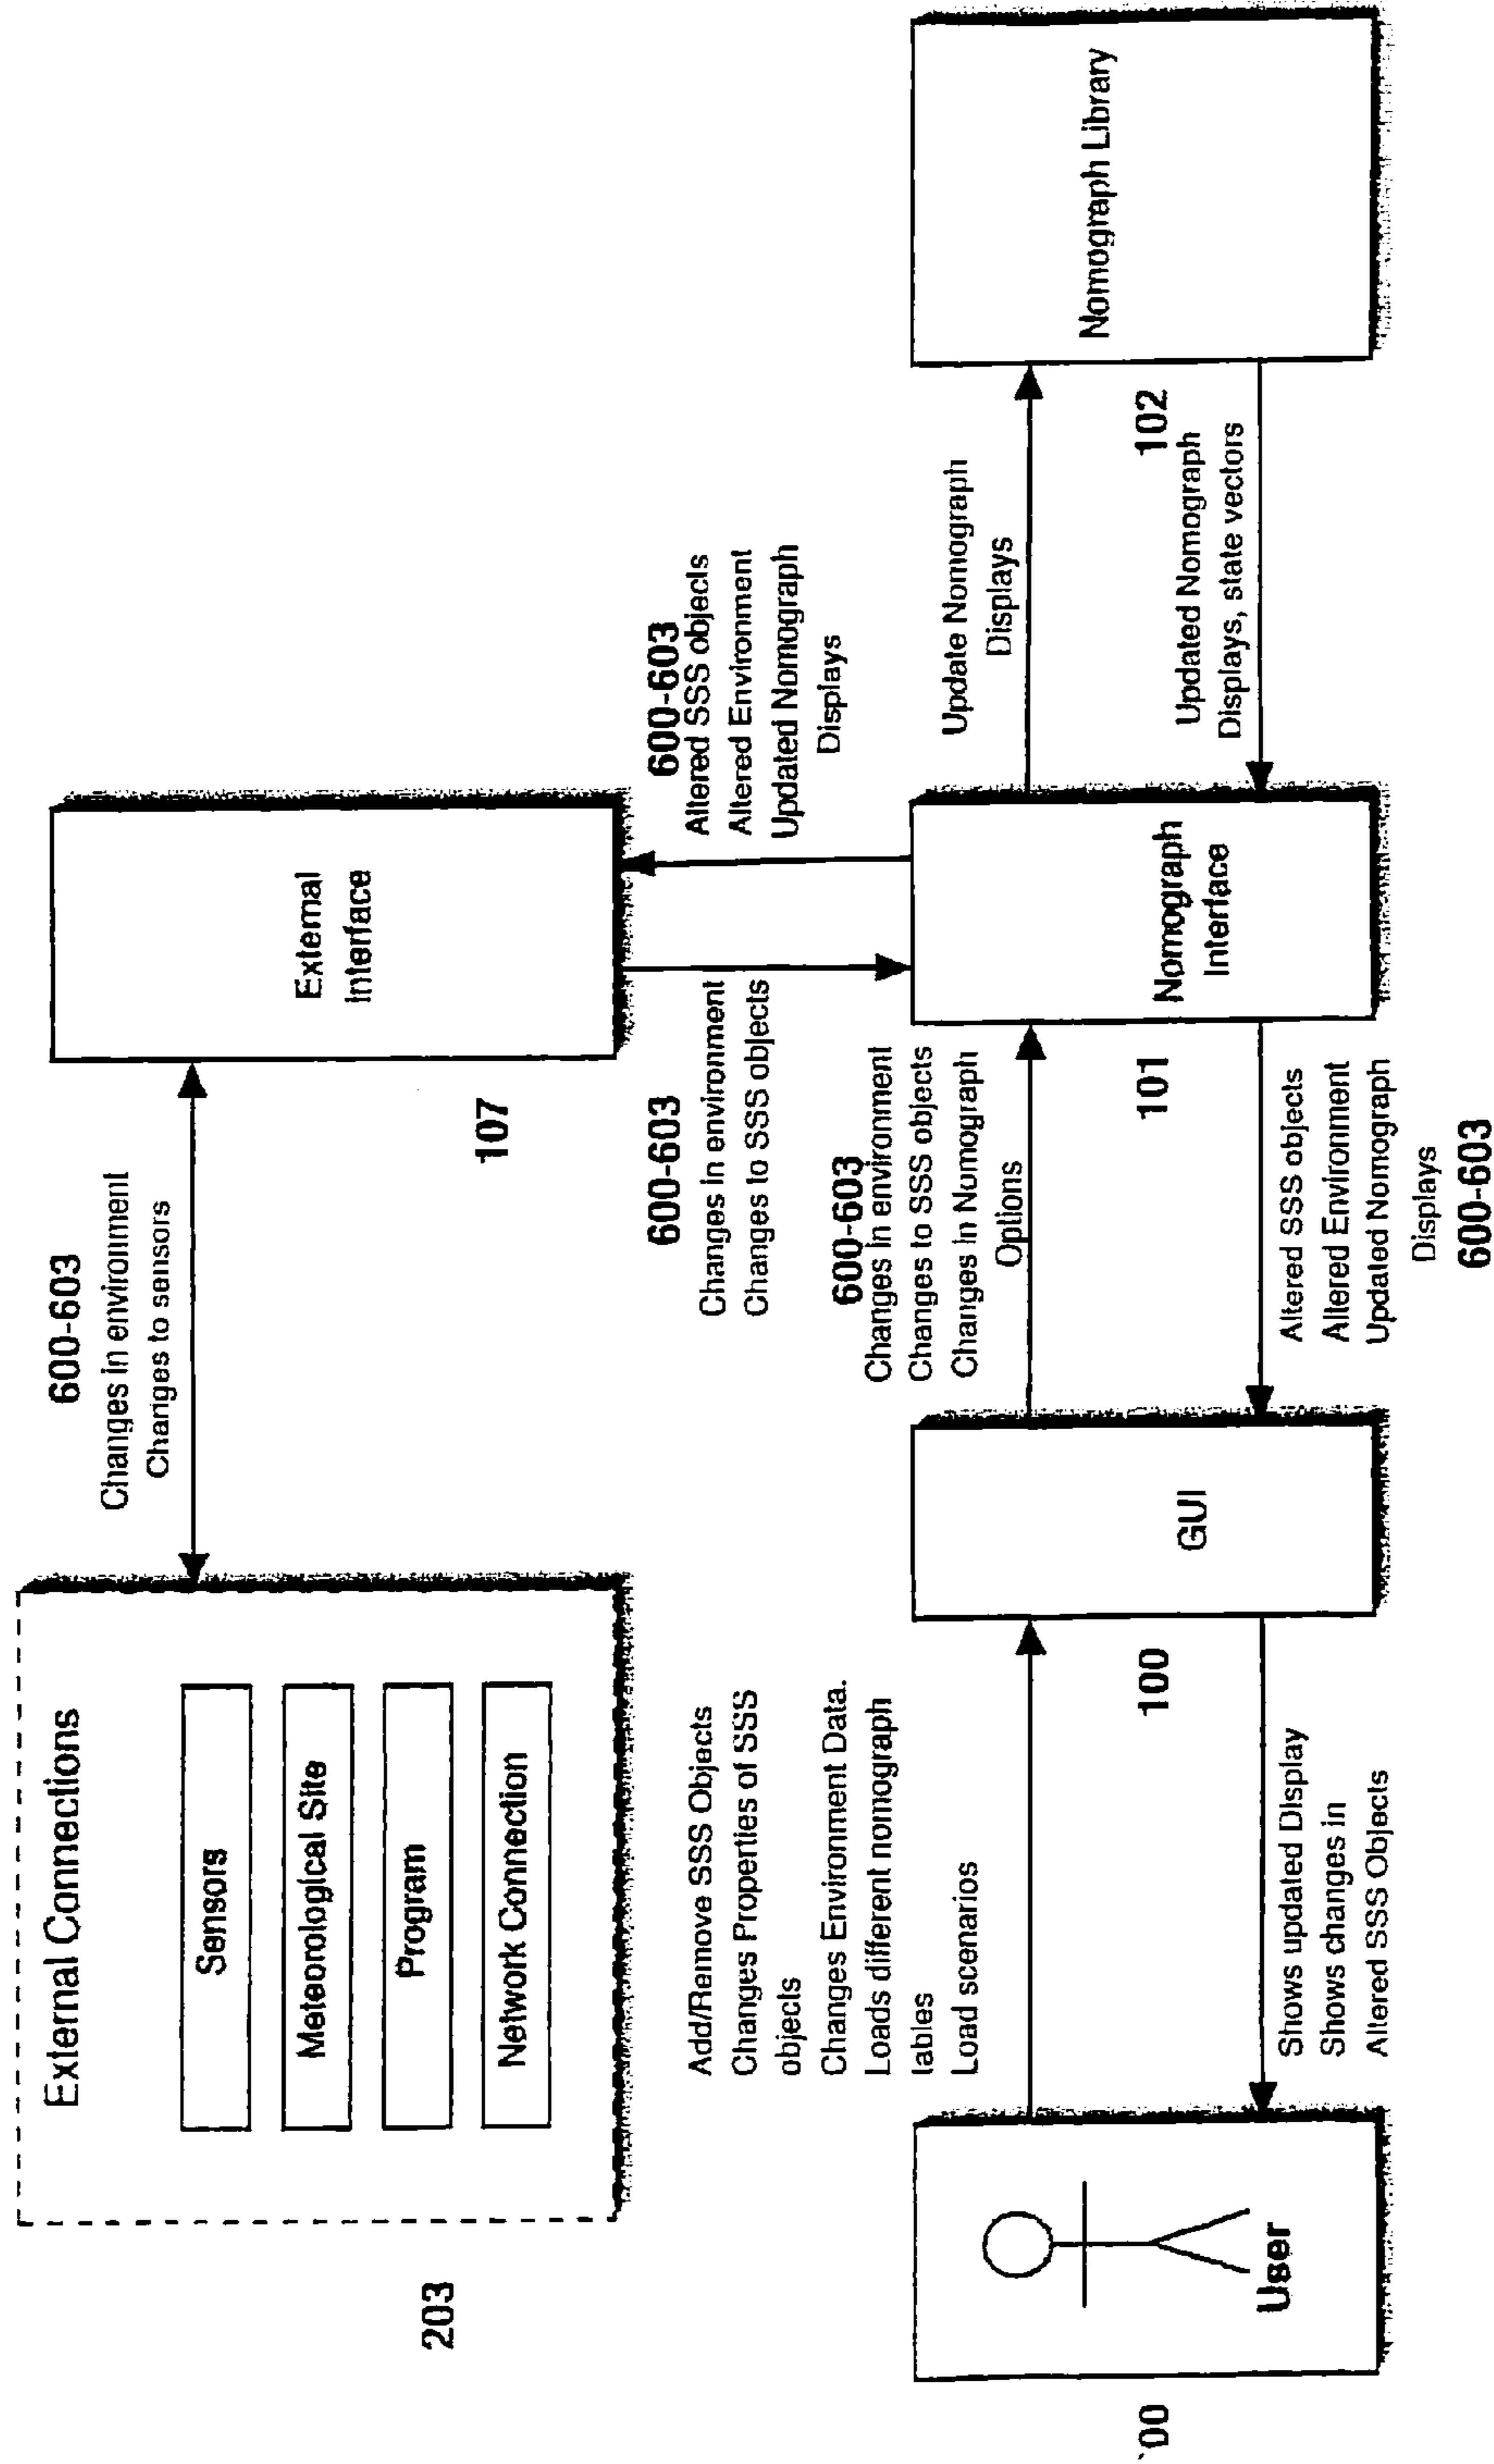 External Connections
Sensors
Meteorological Site
Program
Network Connection
203
600-603
Changes in environment
Changes to sensors
External
Interface
107
600-603
Changes in environment
Changes to SSS objects
600-603
Altered SSS objects
Altered Environment
Updated Nomograph
Displays
User
00
Add/Remove SSS Objects
Changes Properties of SSS
objects
Changes Environment Data.
Loads different nomograph
tables
Load scenarios
Shows updated Display
Shows changes in
Altered SSS Objects
GUI
100
600-603
Changes in environment
Changes to SSS objects
Changes in Nomograph
Options
Altered SSS objects
Altered Environment
Updated Nomograph
Displays
600-603
Nomograph
Interface
101
Update Nomograph
Displays
102
Updated Nomograph
Displays, state vectors
Nomograph Library